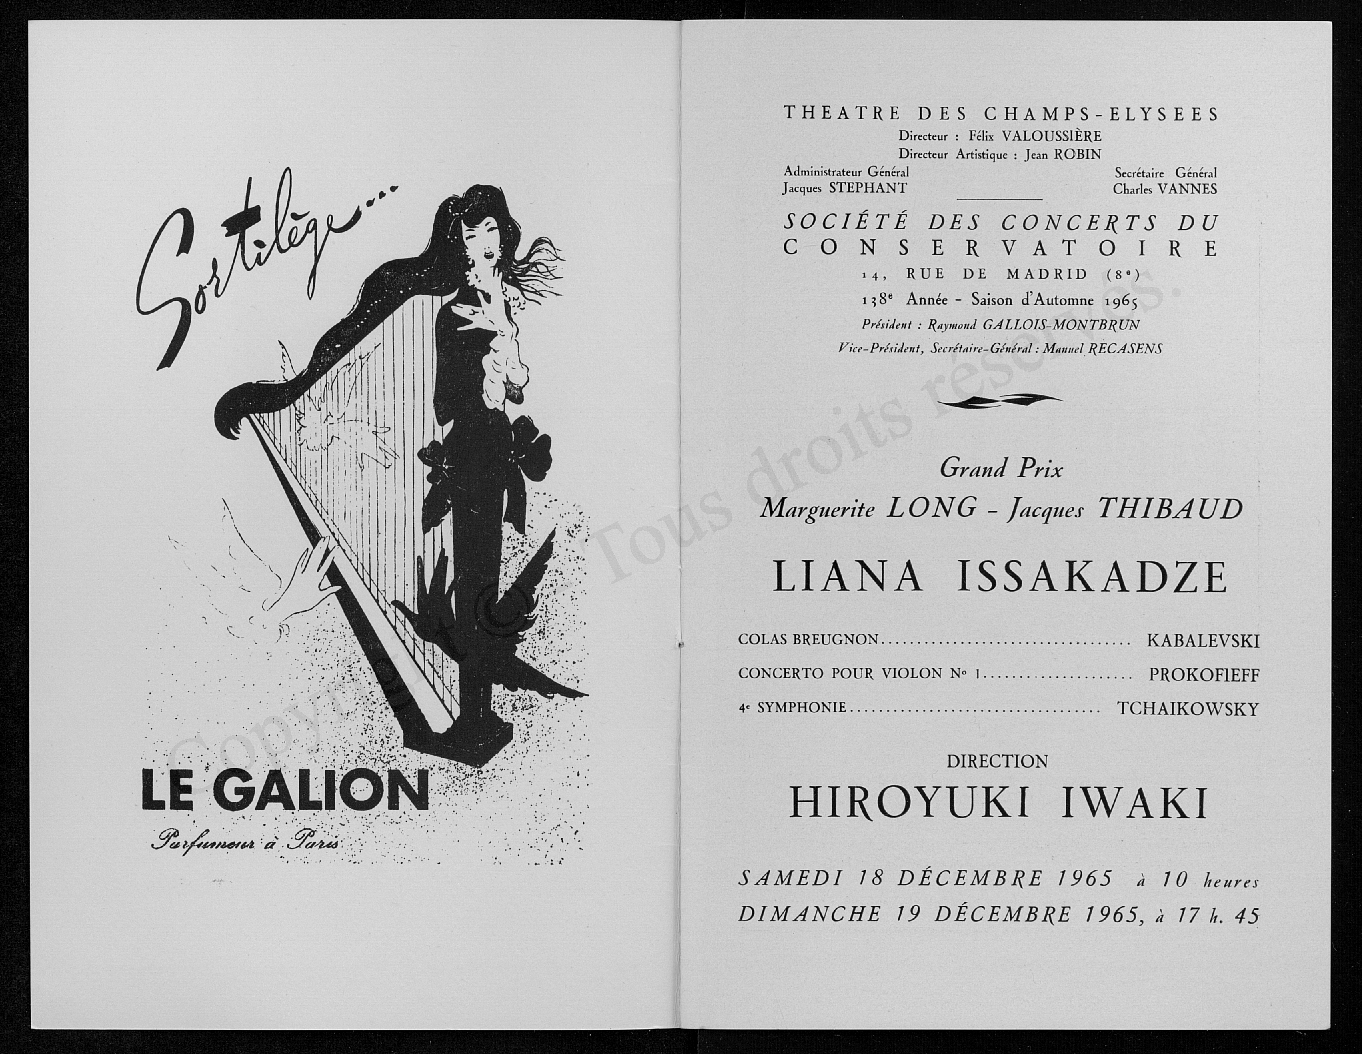 Sortilège...
LE GALION
Parfumeur à Paris
THEATRE DES CHAMPS-ELYSEES
Directeur : Félix VALOUSSIÈRE
Directeur Artistique : Jean ROBIN
Administrateur Général
Jacques STEPHANT
Secrétaire Général
Charles VANNES
SOCIÉTÉ DES CONCERTS DU
CONSERVATOIRE
14, RUE DE MADRID (8e)
138e Année - Saison d'Automne 1965
Président : Raymond GALLOIS-MONTBRUN
Vice-Président, Secrétaire-Général : Manuel RECASENS
Grand Prix
Marguerite LONG - Jacques THIBAUD
LIANA ISSAKADZE
COLAS BREUGNON.................................. KABALEVSKI
CONCERTO POUR VIOLON No 1..................... PROKOFIEFF
4e SYMPHONIE.................................. TCHAIKOWSKY
DIRECTION
HIROYUKI IWAKI
SAMEDI 18 DÉCEMBRE 1965 à 10 heures
DIMANCHE 19 DÉCEMBRE 1965, à 17 h. 45
Copyright © - Tous droits réservés.